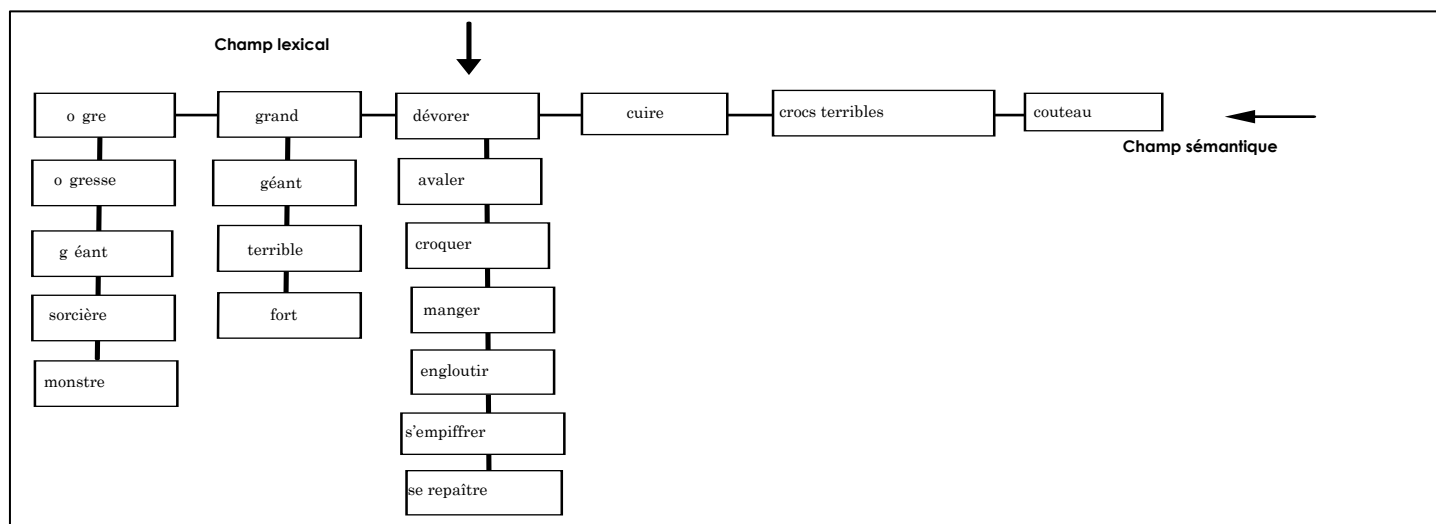 Champ lexical
o gre
grand
dévorer
cuire
crocs terribles
couteau
Champ sémantique
o gresse
géant
avaler
g éant
terrible
croquer
sorcière
fort
manger
monstre
engloutir
s’empiffrer
se repaître